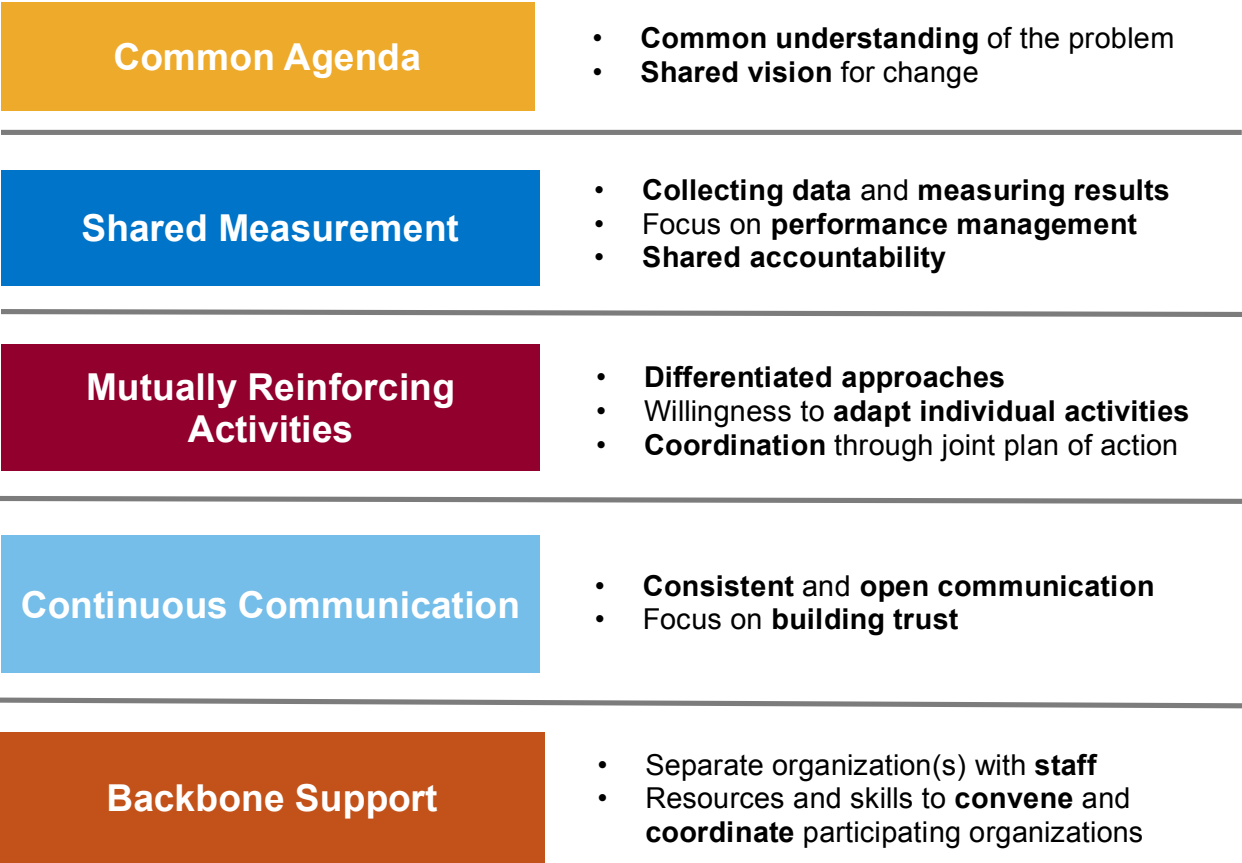 Common Agenda
• Common understanding of the problem
• Shared vision for change
Shared Measurement
• Collecting data and measuring results
• Focus on performance management
• Shared accountability
Mutually Reinforcing
Activities
• Differentiated approaches
• Willingness to adapt individual activities
• Coordination through joint plan of action
Continuous Communication
• Consistent and open communication
• Focus on building trust
Backbone Support
• Separate organization(s) with staff
• Resources and skills to convene and
coordinate participating organizations